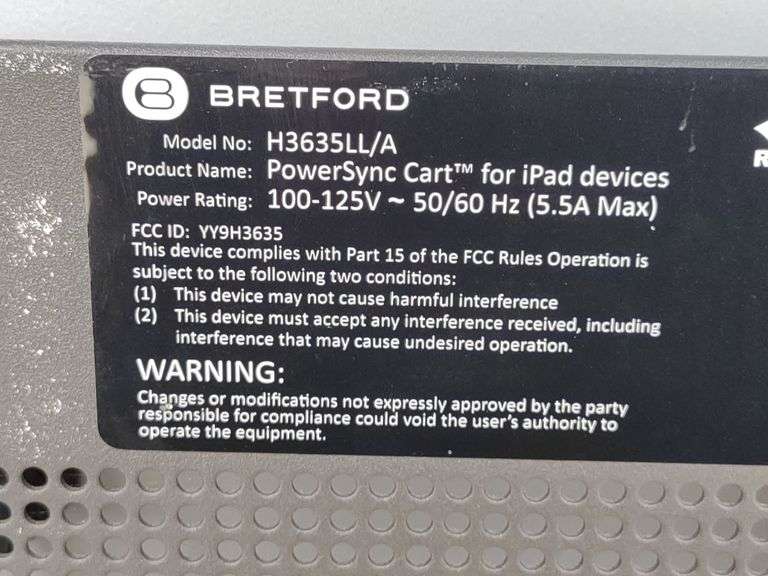 BRETFORD
Model No: H3635LL/A
Product Name: PowerSync Cart™ for iPad devices
Power Rating: 100-125V ~ 50/60 Hz (5.5A Max)
FCC ID: YY9H3635
This device complies with Part 15 of the FCC Rules Operation is
subject to the following two conditions:
(1) This device may not cause harmful interference
(2) This device must accept any interference received, including
interference that may cause undesired operation.
WARNING:
Changes or modifications not expressly approved by the party
responsible for compliance could void the user's authority to
operate the equipment.